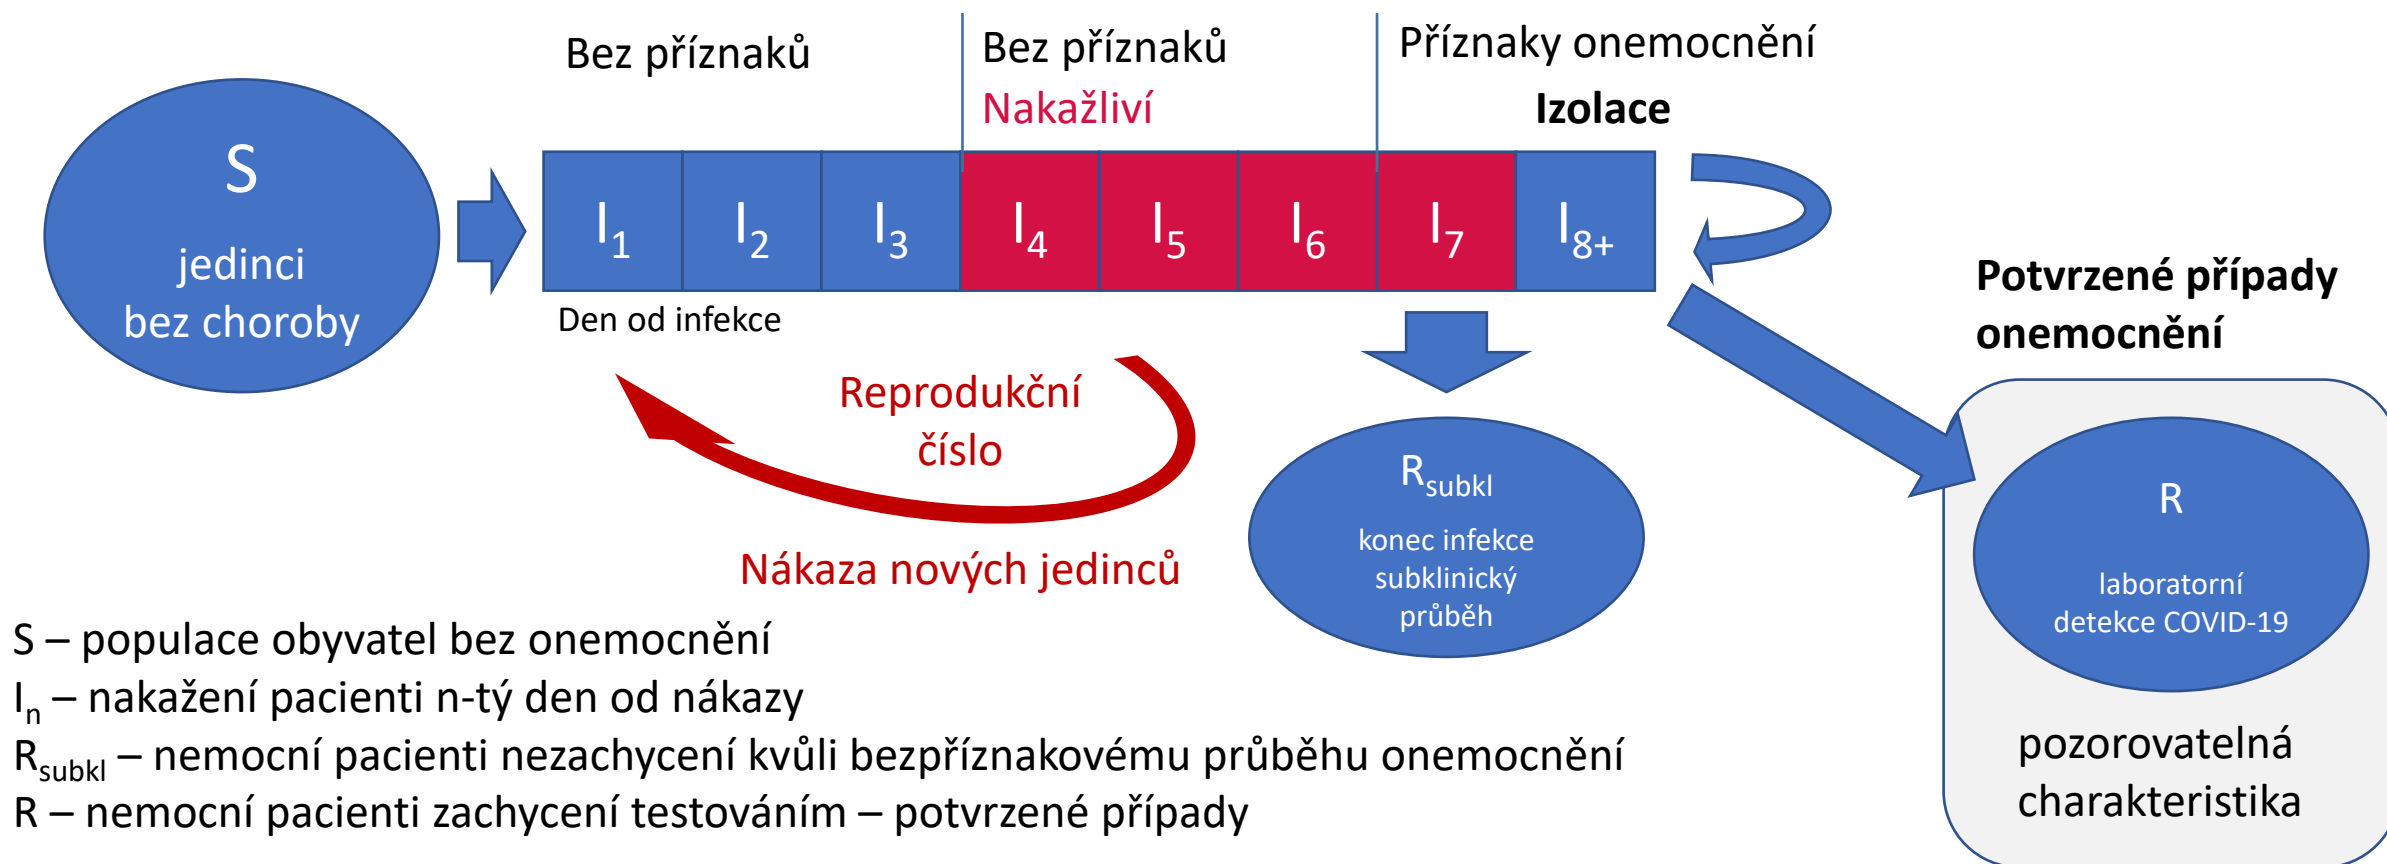 Bez příznaků
Bez příznaků
Nakažliví
Příznaky onemocnění
Izolace
S
jedinci
bez choroby
I1
I2
I3
I4
I5
I6
I7
I8+
Den od infekce
Reprodukční
číslo
Nákaza nových jedinců
Rsubkl
konec infekce
subklinický
průběh
Potvrzené případy
onemocnění
R
laboratorní
detekce COVID-19
pozorovatelná
charakteristika
S – populace obyvatel bez onemocnění
In – nakažení pacienti n-tý den od nákazy
Rsubkl – nemocní pacienti nezachycení kvůli bezpříznakovému průběhu onemocnění
R – nemocní pacienti zachycení testováním – potvrzené případy